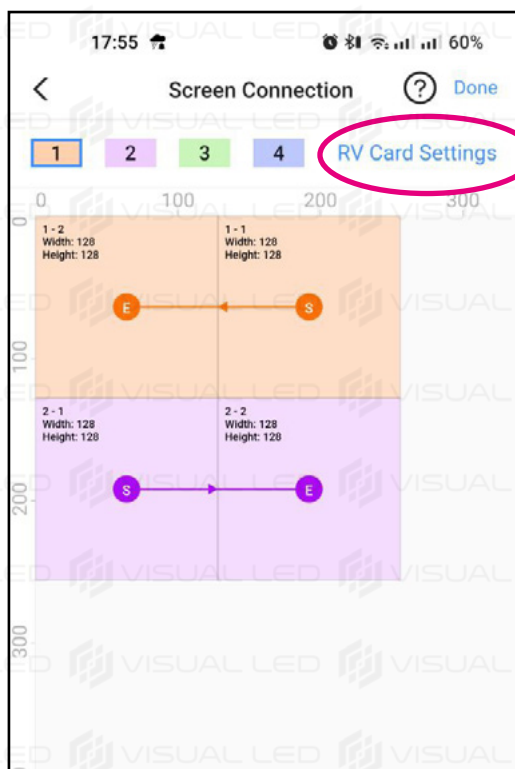 17:55 60%
Screen Connection ? Done
1 2 3 4 RV Card Settings
0 100 200 300
0
1 - 2
Width: 128
Height: 128
1 - 1
Width: 128
Height: 128
E S
100
2 - 1
Width: 128
Height: 128
2 - 2
Width: 128
Height: 128
S E
200
300
VISUAL LED